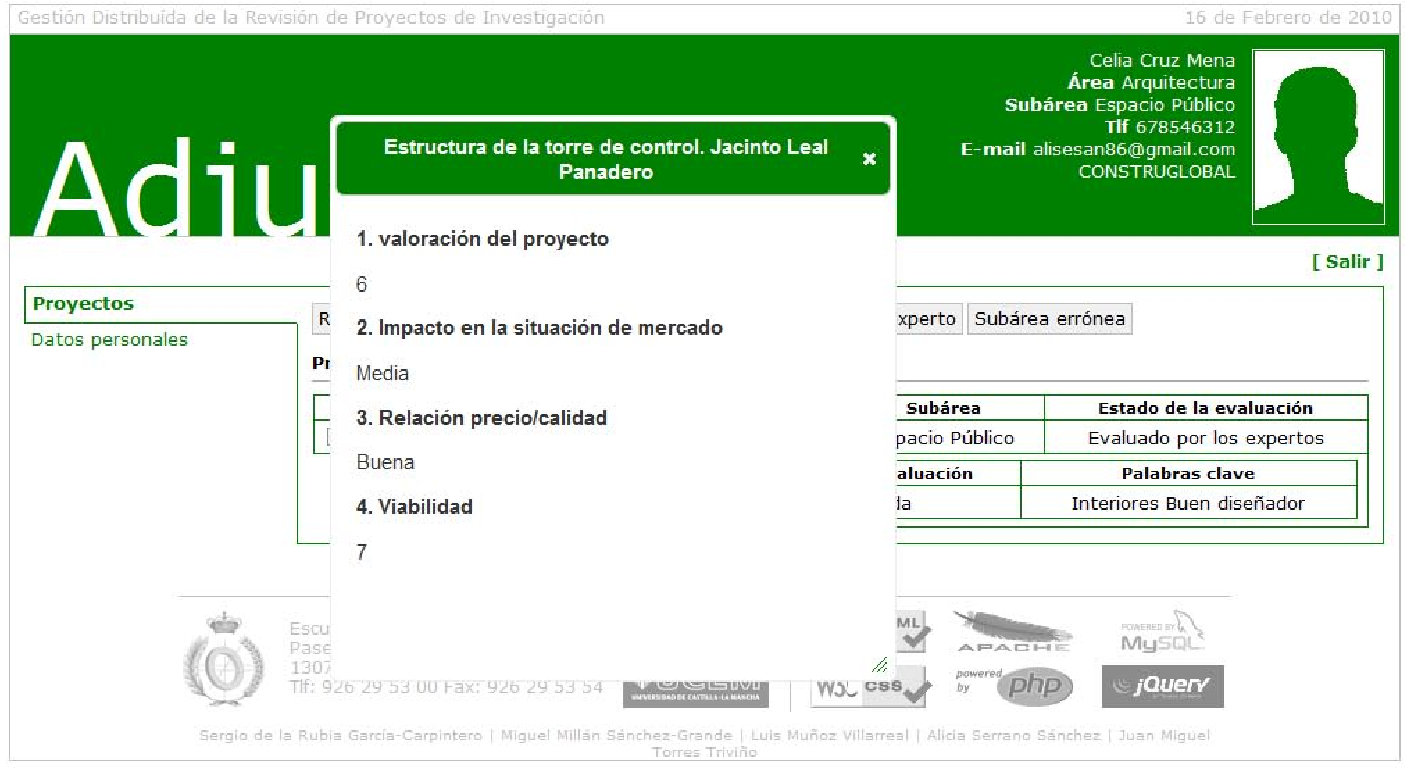 Gestión Distribuída de la Revisión de Proyectos de Investigación
16 de Febrero de 2010
Celia Cruz Mena
Área Arquitectura
Subárea Espacio Público
Tlf 678546312
E-mail alisesan86@gmail.com
CONSTRUGLOBAL
Adiu
Estructura de la torre de control. Jacinto Leal
Panadero
[ Salir ]
1. valoración del proyecto
6
2. Impacto en la situación de mercado
Media
3. Relación precio/calidad
Buena
4. Viabilidad
7
Proyectos
Datos personales
R
xperto
Subárea errónea
Pr
Subárea
Estado de la evaluación
pacio Público
Evaluado por los expertos
aluación
Palabras clave
da
Interiores Buen diseñador
Escu
Pase
1307
Tlf: 926 29 53 00 Fax: 926 29 53 54
UNIVERSIDAD DE CASTILLA-LA MANCHA
ML
APACHE
POWERED BY
MySQL
W3C css
powered
by
php
jQuery
Sergio de la Rubia García-Carpintero | Miguel Millán Sánchez-Grande | Luis Muñoz Villarreal | Alicia Serrano Sánchez | Juan Miguel
Torres Triviño